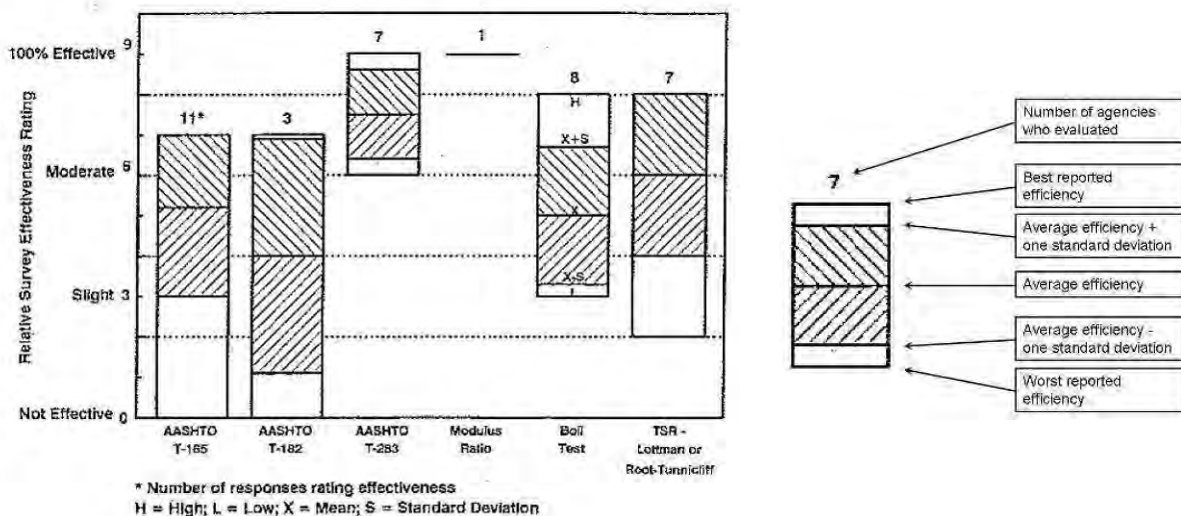 Relative Survey Effectiveness Rating
100% Effective 9
Moderate 6
Slight 3
Not Effective 0
11*
3
7
1
8
7
H
X+S
X
X-S
L
AASHTO
T-165
AASHTO
T-182
AASHTO
T-283
Modulus
Ratio
Boil
Test
TSR -
Lottman or
Root-Tunnicliff
* Number of responses rating effectiveness
H = High; L = Low; X = Mean; S = Standard Deviation
7
Number of agencies
who evaluated
Best reported
efficiency
Average efficiency +
one standard deviation
Average efficiency
Average efficiency -
one standard deviation
Worst reported
efficiency